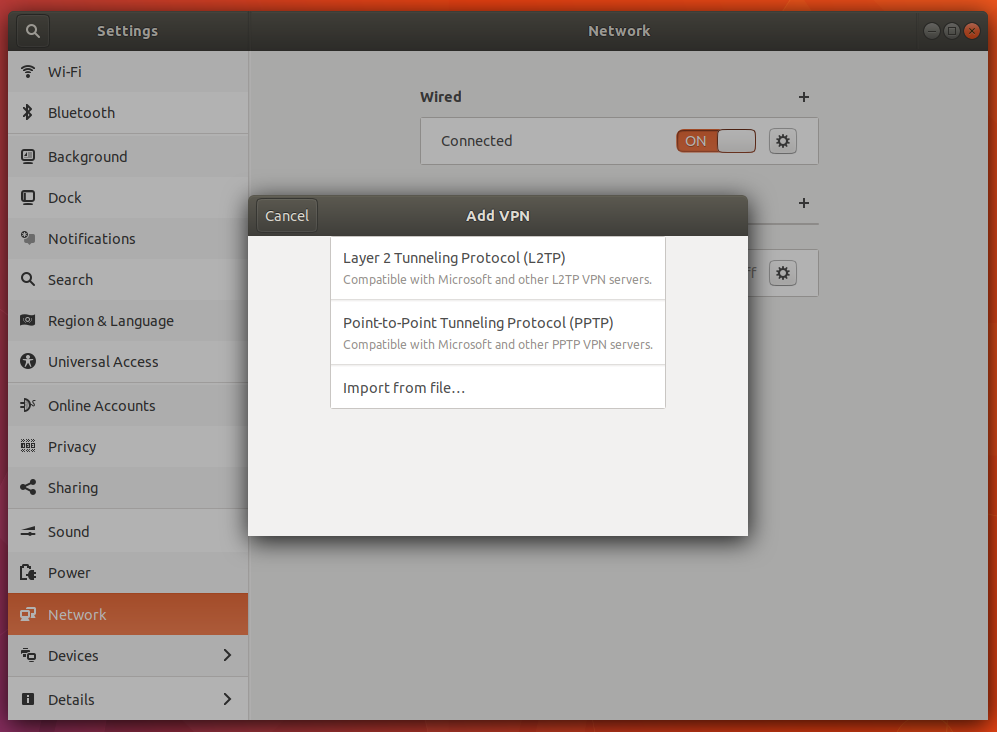 Settings
Network
Wi-Fi
Bluetooth
Background
Dock
Notifications
Search
Region & Language
Universal Access
Online Accounts
Privacy
Sharing
Sound
Power
Network
Devices
Details
Wired
Connected
ON
Cancel
Add VPN
Layer 2 Tunneling Protocol (L2TP)
Compatible with Microsoft and other L2TP VPN servers.
Point-to-Point Tunneling Protocol (PPTP)
Compatible with Microsoft and other PPTP VPN servers.
Import from file…